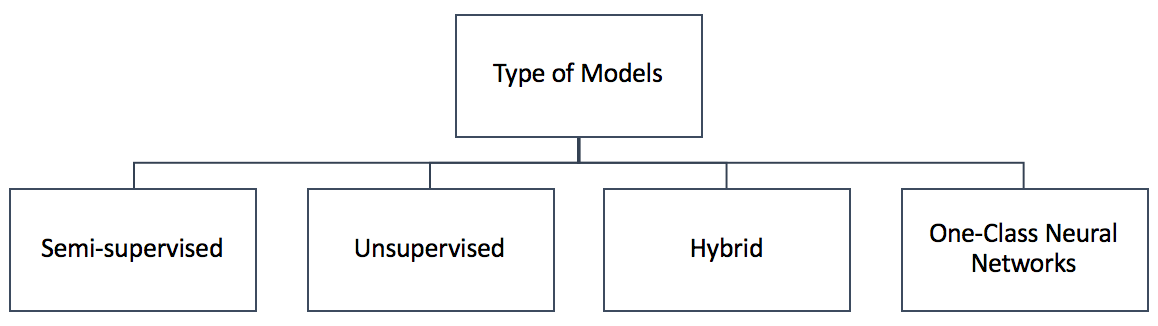 Type of Models
Semi-supervised
Unsupervised
Hybrid
One-Class Neural
Networks